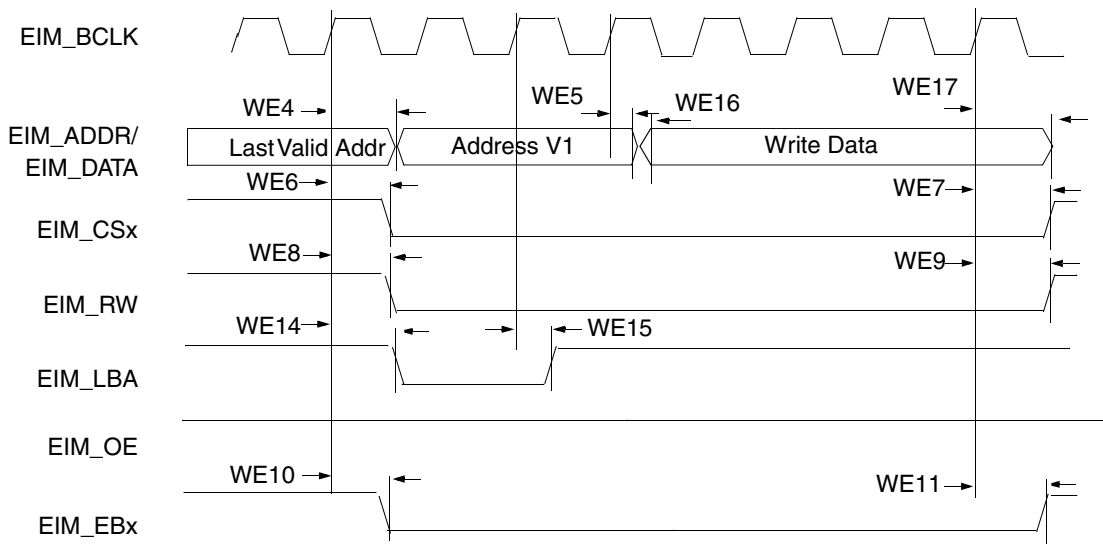 EIM_BCLK
WE4
WE5
WE16
WE17
EIM_ADDR/
EIM_DATA
Last Valid Addr
Address V1
Write Data
WE6
WE7
EIM_CSx
WE8
WE9
EIM_RW
WE14
WE15
EIM_LBA
EIM_OE
WE10
WE11
EIM_EBx